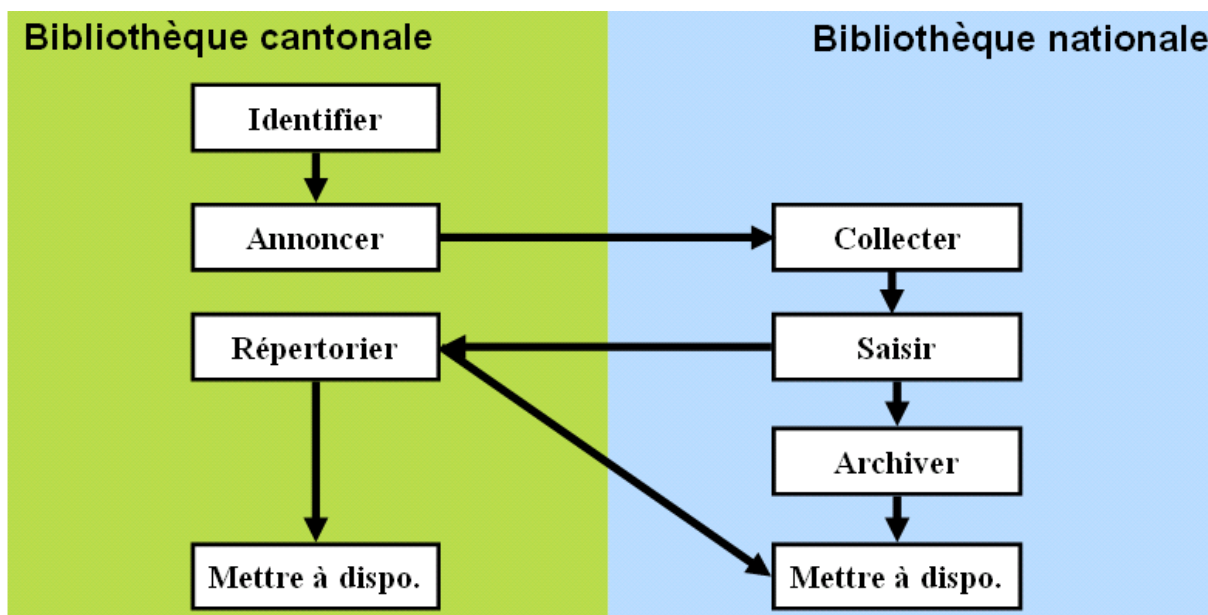 Bibliothèque cantonale
Bibliothèque nationale
Identifier
Annoncer
Collecter
Répertorier
Saisir
Archiver
Mettre à dispo.
Mettre à dispo.